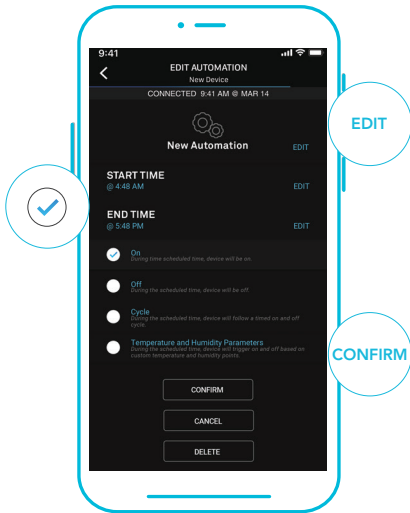 9:41
EDIT AUTOMATION
New Device
CONNECTED 9:41 AM @ MAR 14
New Automation
EDIT
START TIME
@ 4:48 AM
EDIT
END TIME
@ 5:48 PM
EDIT
On
During time scheduled time, device will be on.
Off
During the scheduled time, device will be off.
Cycle
During the scheduled time, device will follow a timed on and off
cycle.
Temperature and Humidity Parameters
During the scheduled time, device will trigger on and off based on
custom temperature and humidity points.
CONFIRM
CANCEL
DELETE
EDIT
CONFIRM